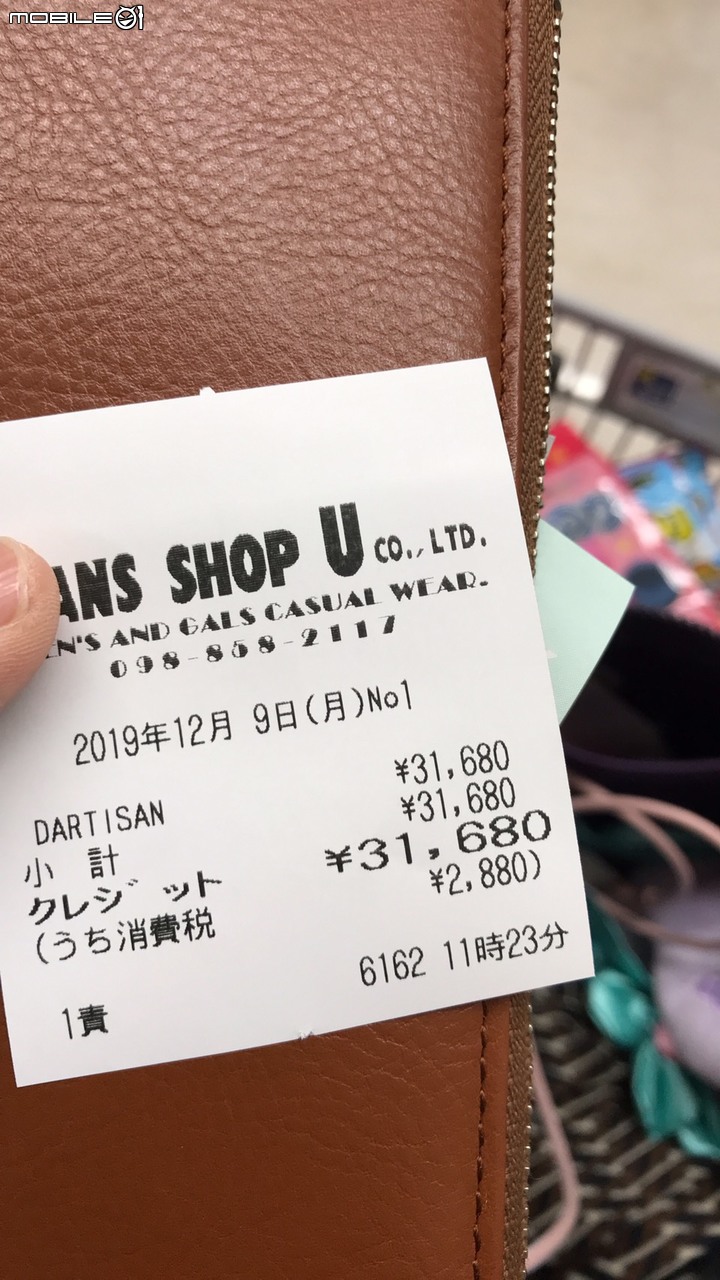 MOBILE01
ANS SHOP U CO., LTD.
EN'S AND GALS CASUAL WEAR.
098-858-2117
2019年12月 9日(月)No1
DARTISAN ¥31,680
小 計 ¥31,680
クレジット ¥31,680
(うち消費税 ¥2,880)
1責 6162 11時23分